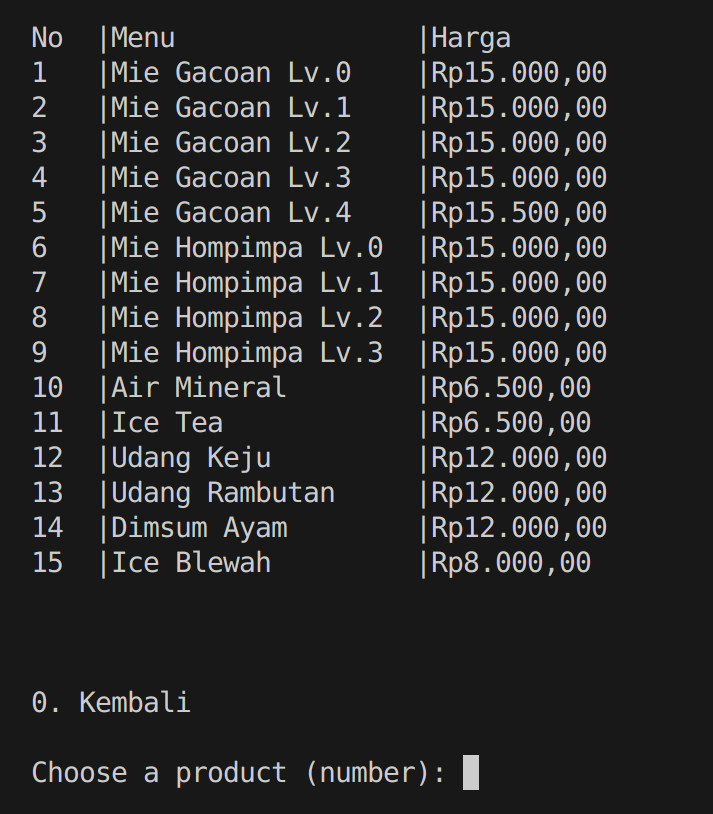 No  |Menu               |Harga
1   |Mie Gacoan Lv.0    |Rp15.000,00
2   |Mie Gacoan Lv.1    |Rp15.000,00
3   |Mie Gacoan Lv.2    |Rp15.000,00
4   |Mie Gacoan Lv.3    |Rp15.000,00
5   |Mie Gacoan Lv.4    |Rp15.500,00
6   |Mie Hompimpa Lv.0  |Rp15.000,00
7   |Mie Hompimpa Lv.1  |Rp15.000,00
8   |Mie Hompimpa Lv.2  |Rp15.000,00
9   |Mie Hompimpa Lv.3  |Rp15.000,00
10  |Air Mineral        |Rp6.500,00
11  |Ice Tea            |Rp6.500,00
12  |Udang Keju         |Rp12.000,00
13  |Udang Rambutan     |Rp12.000,00
14  |Dimsum Ayam        |Rp12.000,00
15  |Ice Blewah         |Rp8.000,00
0. Kembali
Choose a product (number):